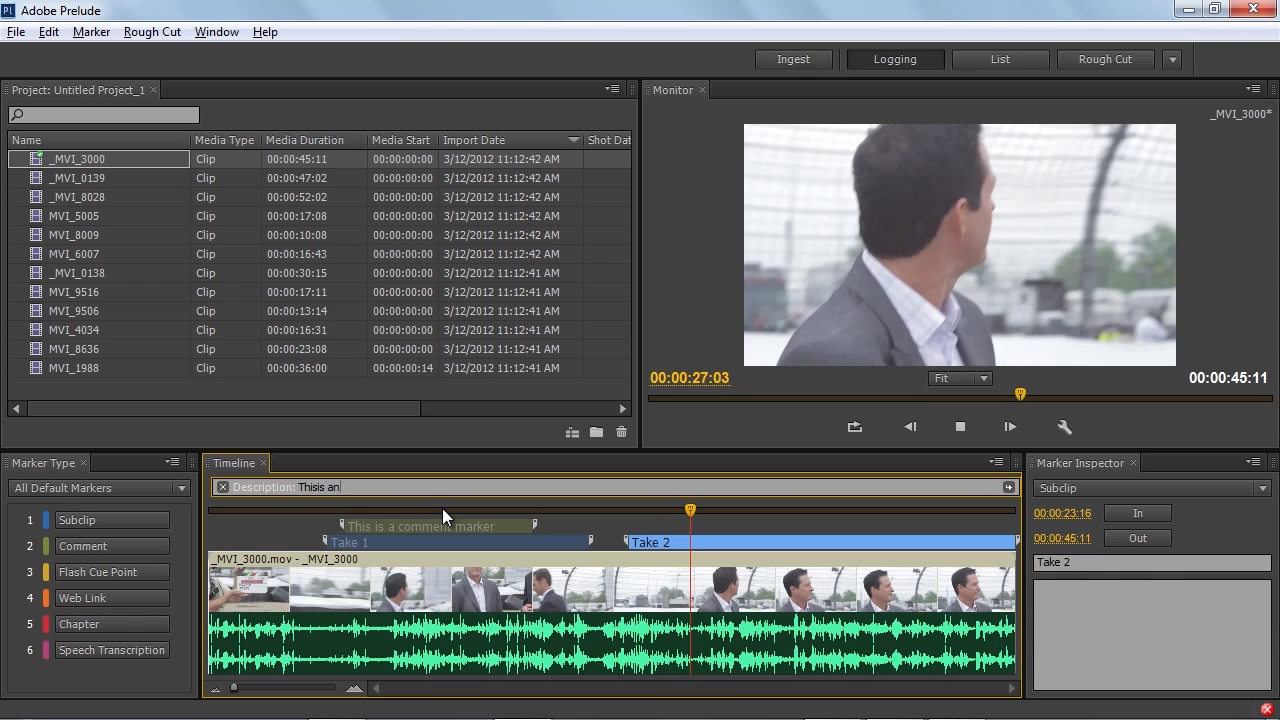 Pl Adobe Prelude
File Edit Marker Rough Cut Window Help
Ingest Logging List Rough Cut
Project: Untitled Project_1
Name Media Type Media Duration Media Start Import Date Shot Dat
_MVI_3000 Clip 00:00:45:11 00:00:00:00 3/12/2012 11:12:42 AM
_MVI_0139 Clip 00:00:47:02 00:00:00:00 3/12/2012 11:12:42 AM
_MVI_8028 Clip 00:00:52:02 00:00:00:00 3/12/2012 11:12:42 AM
MVI_5005 Clip 00:00:17:08 00:00:00:00 3/12/2012 11:12:42 AM
MVI_8009 Clip 00:00:10:08 00:00:00:00 3/12/2012 11:12:42 AM
MVI_6007 Clip 00:00:16:43 00:00:00:00 3/12/2012 11:12:42 AM
_MVI_0138 Clip 00:00:30:15 00:00:00:00 3/12/2012 11:12:41 AM
MVI_9516 Clip 00:00:17:11 00:00:00:00 3/12/2012 11:12:41 AM
MVI_9506 Clip 00:00:13:14 00:00:00:00 3/12/2012 11:12:41 AM
MVI_4034 Clip 00:00:16:31 00:00:00:00 3/12/2012 11:12:41 AM
MVI_8636 Clip 00:00:23:08 00:00:00:00 3/12/2012 11:12:41 AM
MVI_1988 Clip 00:00:36:00 00:00:00:14 3/12/2012 11:12:41 AM
Monitor
_MVI_3000*
00:00:27:03 Fit 00:00:45:11
Marker Type
All Default Markers
1 Subclip
2 Comment
3 Flash Cue Point
4 Web Link
5 Chapter
6 Speech Transcription
Timeline
Description: Thisis an
This is a comment marker
Take 1 Take 2
_MVI_3000.mov - _MVI_3000
Marker Inspector
Subclip
00:00:23:16 In
00:00:45:11 Out
Take 2